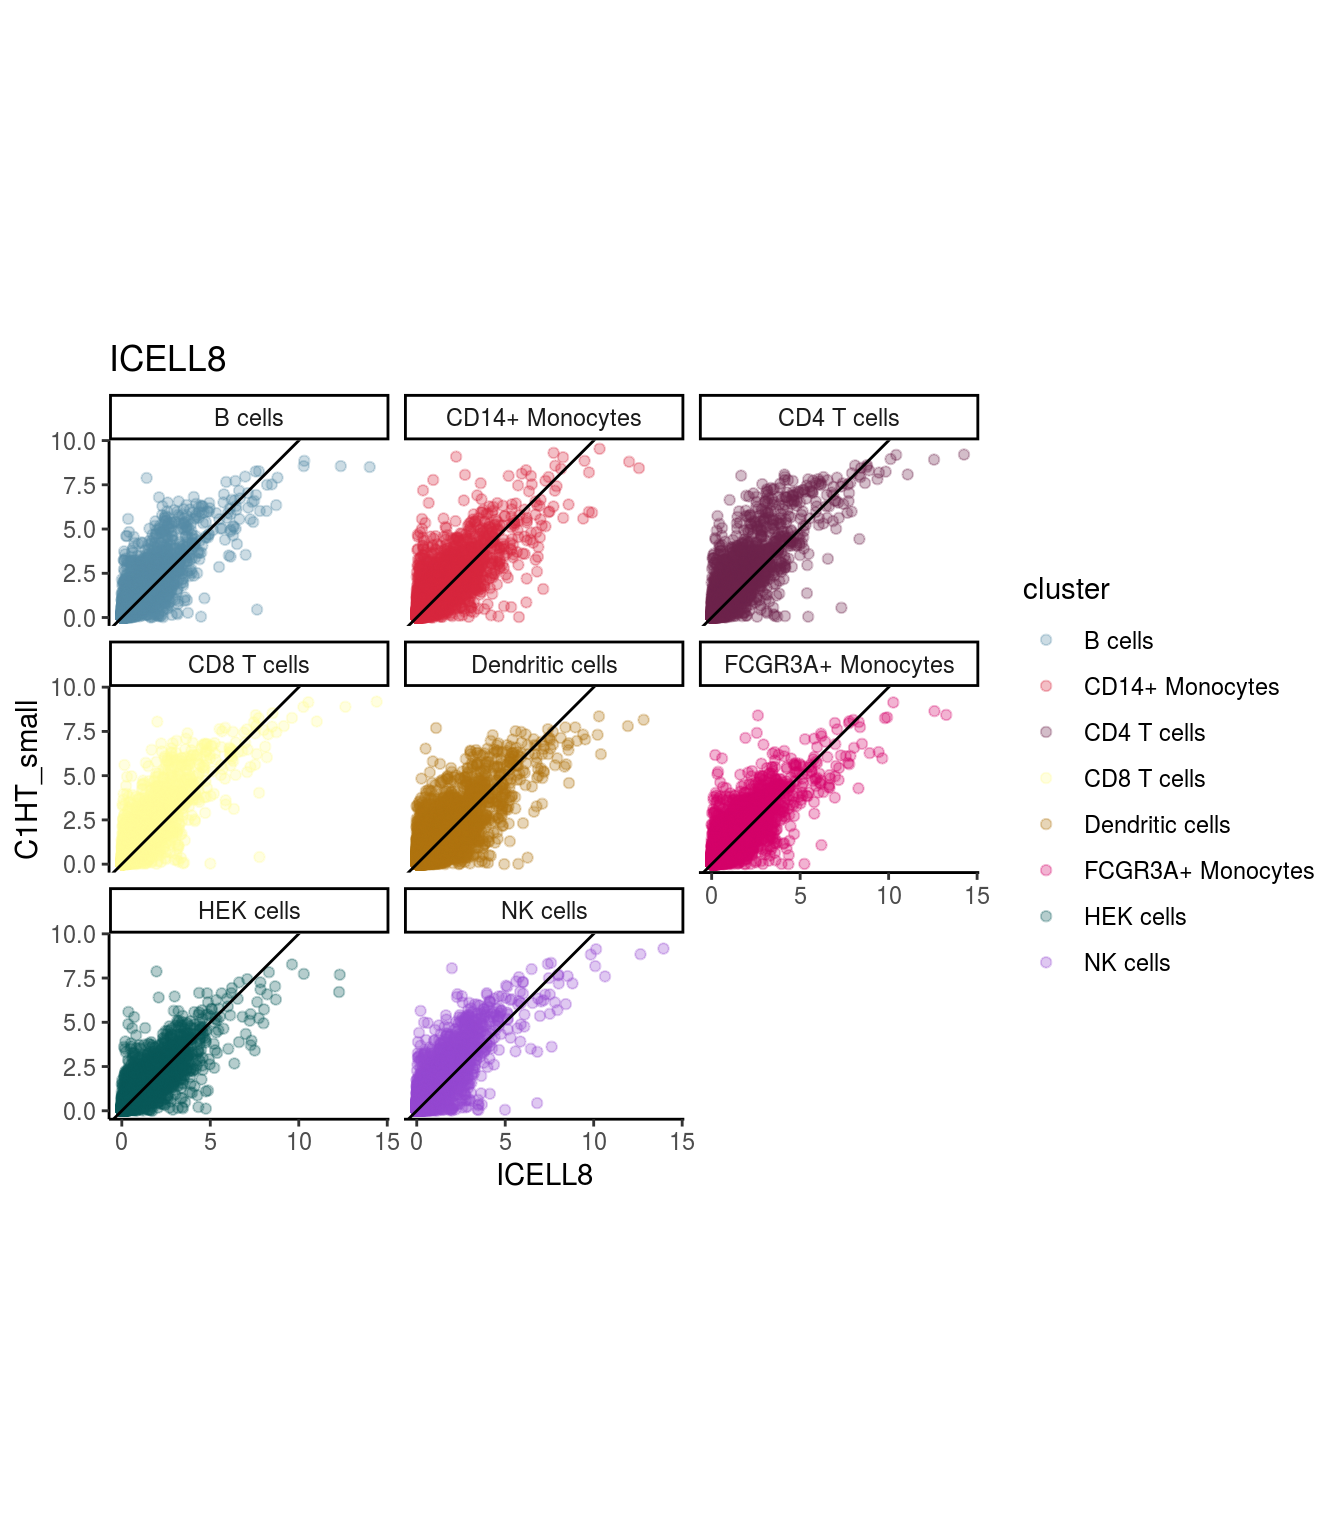 ICELL8
B cells
CD14+ Monocytes
CD4 T cells
10.0
7.5
5.0
2.5
0.0
CD8 T cells
Dendritic cells
FCGR3A+ Monocytes
10.0
7.5
5.0
2.5
0.0
0 5 10 15
HEK cells
NK cells
10.0
7.5
5.0
2.5
0.0
0 5 10 15
0 5 10 15
C1HT_small
ICELL8
cluster
B cells
CD14+ Monocytes
CD4 T cells
CD8 T cells
Dendritic cells
FCGR3A+ Monocytes
HEK cells
NK cells